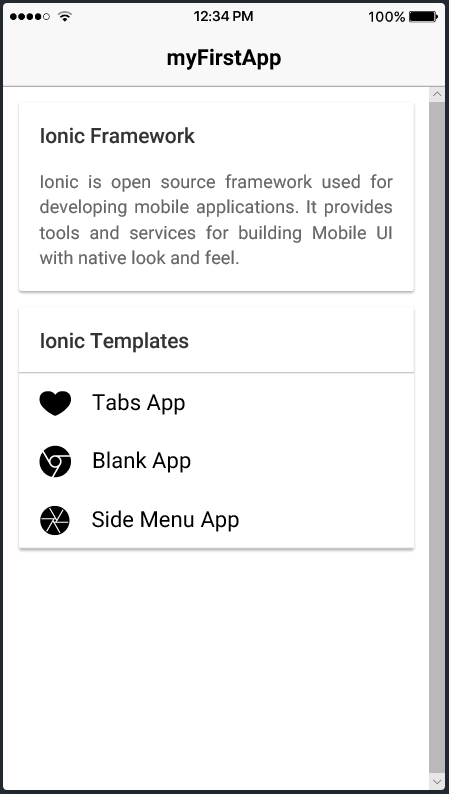 12:34 PM 100%
myFirstApp
Ionic Framework
Ionic is open source framework used for
developing mobile applications. It provides
tools and services for building Mobile UI
with native look and feel.
Ionic Templates
Tabs App
Blank App
Side Menu App